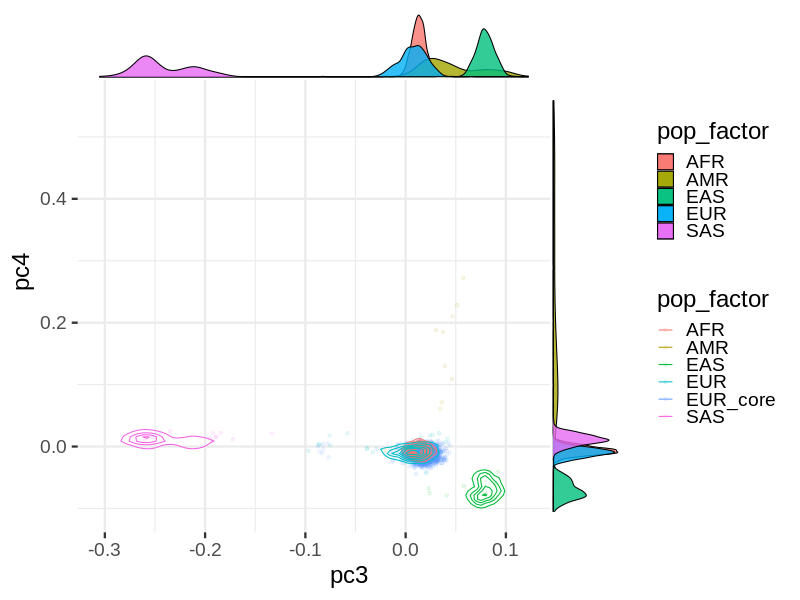 pop_factor
AFR
AMR
EAS
EUR
SAS
pop_factor
AFR
AMR
EAS
EUR
EUR_core
SAS
pc4
0.4
0.2
0.0
-0.3
-0.2
-0.1
0.0
0.1
pc3